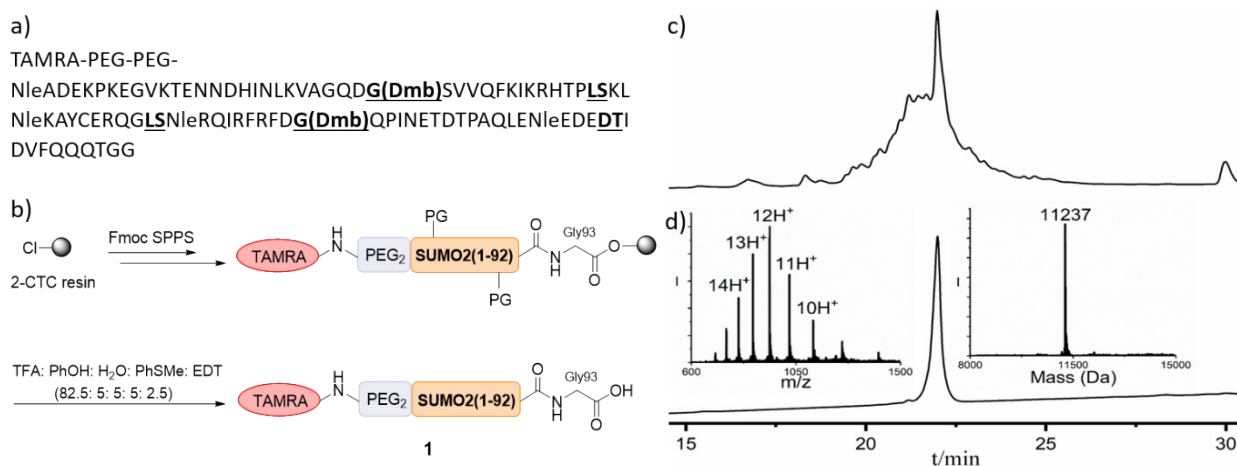 a)
TAMRA-PEG-PEG-
NleADEKPKEGVKTENNDHINLKVAGQDG(Dmb)SVVQFKIKRHTPLSKL
NleKAYCERQGLSNleRQIRFRFDG(Dmb)QPINETDTPAQLENleEDEDTI
DVFQQQTGG
b)
Cl
2-CTC resin
Fmoc SPPS
TAMRA
H
N
PEG2
PG
SUMO2(1-92)
PG
O
N
H
Gly93
O
O
TFA: PhOH: H2O: PhSMe: EDT
(82.5: 5: 5: 5: 2.5)
TAMRA
H
N
PEG2
SUMO2(1-92)
O
N
H
Gly93
OH
O
1
c)
d)
14H+
13H+
12H+
11H+
10H+
I
600
1050
1500
m/z
11237
I
8000
11500
15000
Mass (Da)
15
20
25
30
t/min